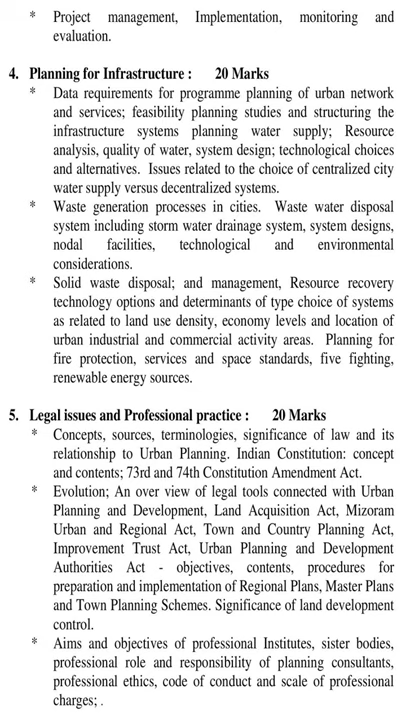 * Project management, Implementation, monitoring and
evaluation.
4. Planning for Infrastructure : 20 Marks
* Data requirements for programme planning of urban network
and services; feasibility planning studies and structuring the
infrastructure systems planning water supply; Resource
analysis, quality of water, system design; technological choices
and alternatives. Issues related to the choice of centralized city
water supply versus decentralized systems.
* Waste generation processes in cities. Waste water disposal
system including storm water drainage system, system designs,
nodal facilities, technological and environmental
considerations.
* Solid waste disposal; and management, Resource recovery
technology options and determinants of type choice of systems
as related to land use density, economy levels and location of
urban industrial and commercial activity areas. Planning for
fire protection, services and space standards, five fighting,
renewable energy sources.
5. Legal issues and Professional practice : 20 Marks
* Concepts, sources, terminologies, significance of law and its
relationship to Urban Planning. Indian Constitution: concept
and contents; 73rd and 74th Constitution Amendment Act.
* Evolution; An over view of legal tools connected with Urban
Planning and Development, Land Acquisition Act, Mizoram
Urban and Regional Act, Town and Country Planning Act,
Improvement Trust Act, Urban Planning and Development
Authorities Act - objectives, contents, procedures for
preparation and implementation of Regional Plans, Master Plans
and Town Planning Schemes. Significance of land development
control.
* Aims and objectives of professional Institutes, sister bodies,
professional role and responsibility of planning consultants,
professional ethics, code of conduct and scale of professional
charges; .